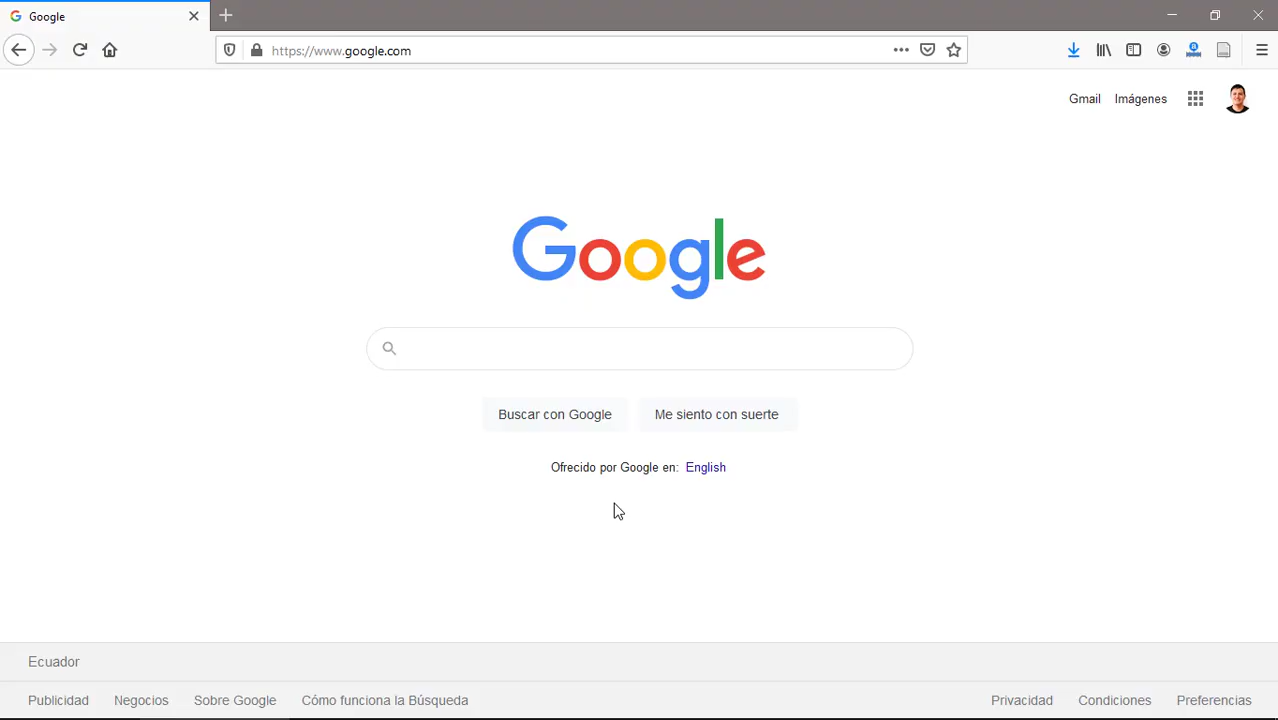 Google
https://www.google.com
Gmail Imágenes
Google
Buscar con Google Me siento con suerte
Ofrecido por Google en: English
Ecuador
Publicidad Negocios Sobre Google Cómo funciona la Búsqueda Privacidad Condiciones Preferencias